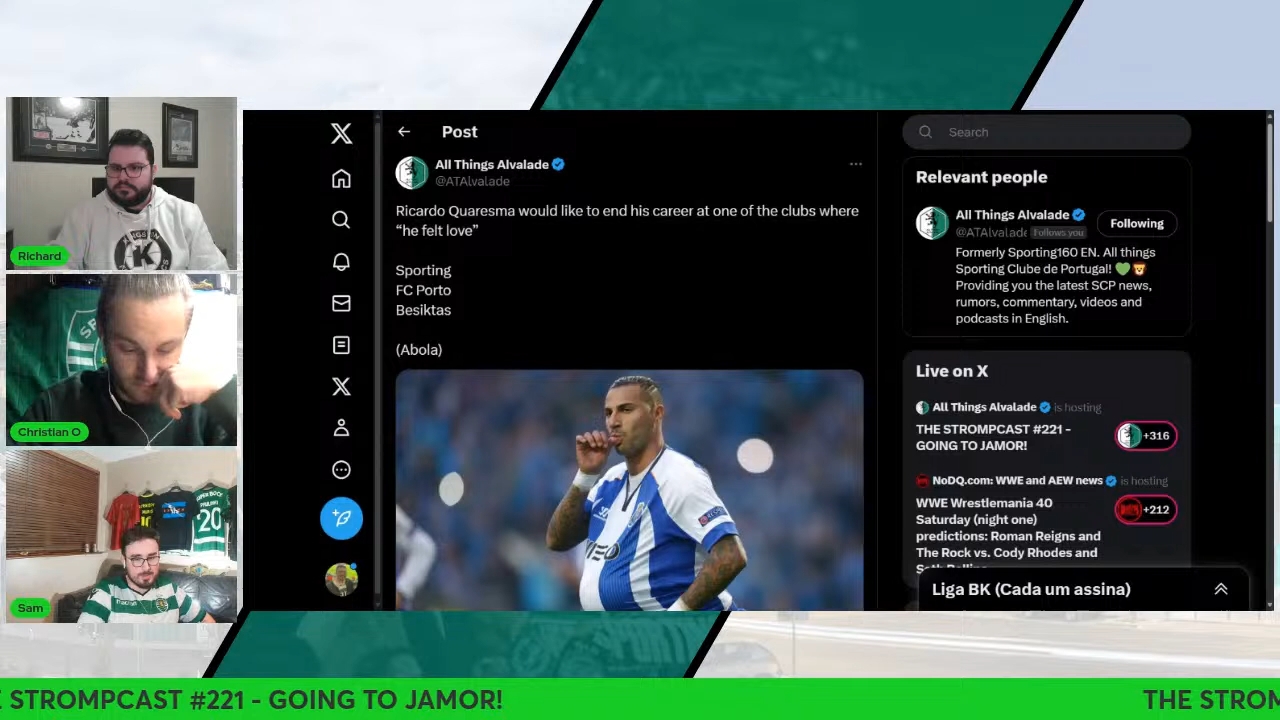 Richard
Christian O
Sam
SUPER BOCK
20
K
X
Post
All Things Alvalade
@ATAlvalade
Ricardo Quaresma would like to end his career at one of the clubs where
“he felt love”
Sporting
FC Porto
Besiktas
(Abola)
Search
Relevant people
All Things Alvalade
@ATAlvalade Follows you
Following
Formerly Sporting160 EN. All things
Sporting Clube de Portugal! 💚🦁
Providing you the latest SCP news,
rumors, commentary, videos and
podcasts in English.
Live on X
All Things Alvalade is hosting
THE STROMPCAST #221 -
GOING TO JAMOR!
+316
NoDQ.com: WWE and AEW news is hosting
WWE Wrestlemania 40
Saturday (night one)
predictions: Roman Reigns and
The Rock vs. Cody Rhodes and
+212
Liga BK (Cada um assina)
E STROMPCAST #221 - GOING TO JAMOR!
THE STROM